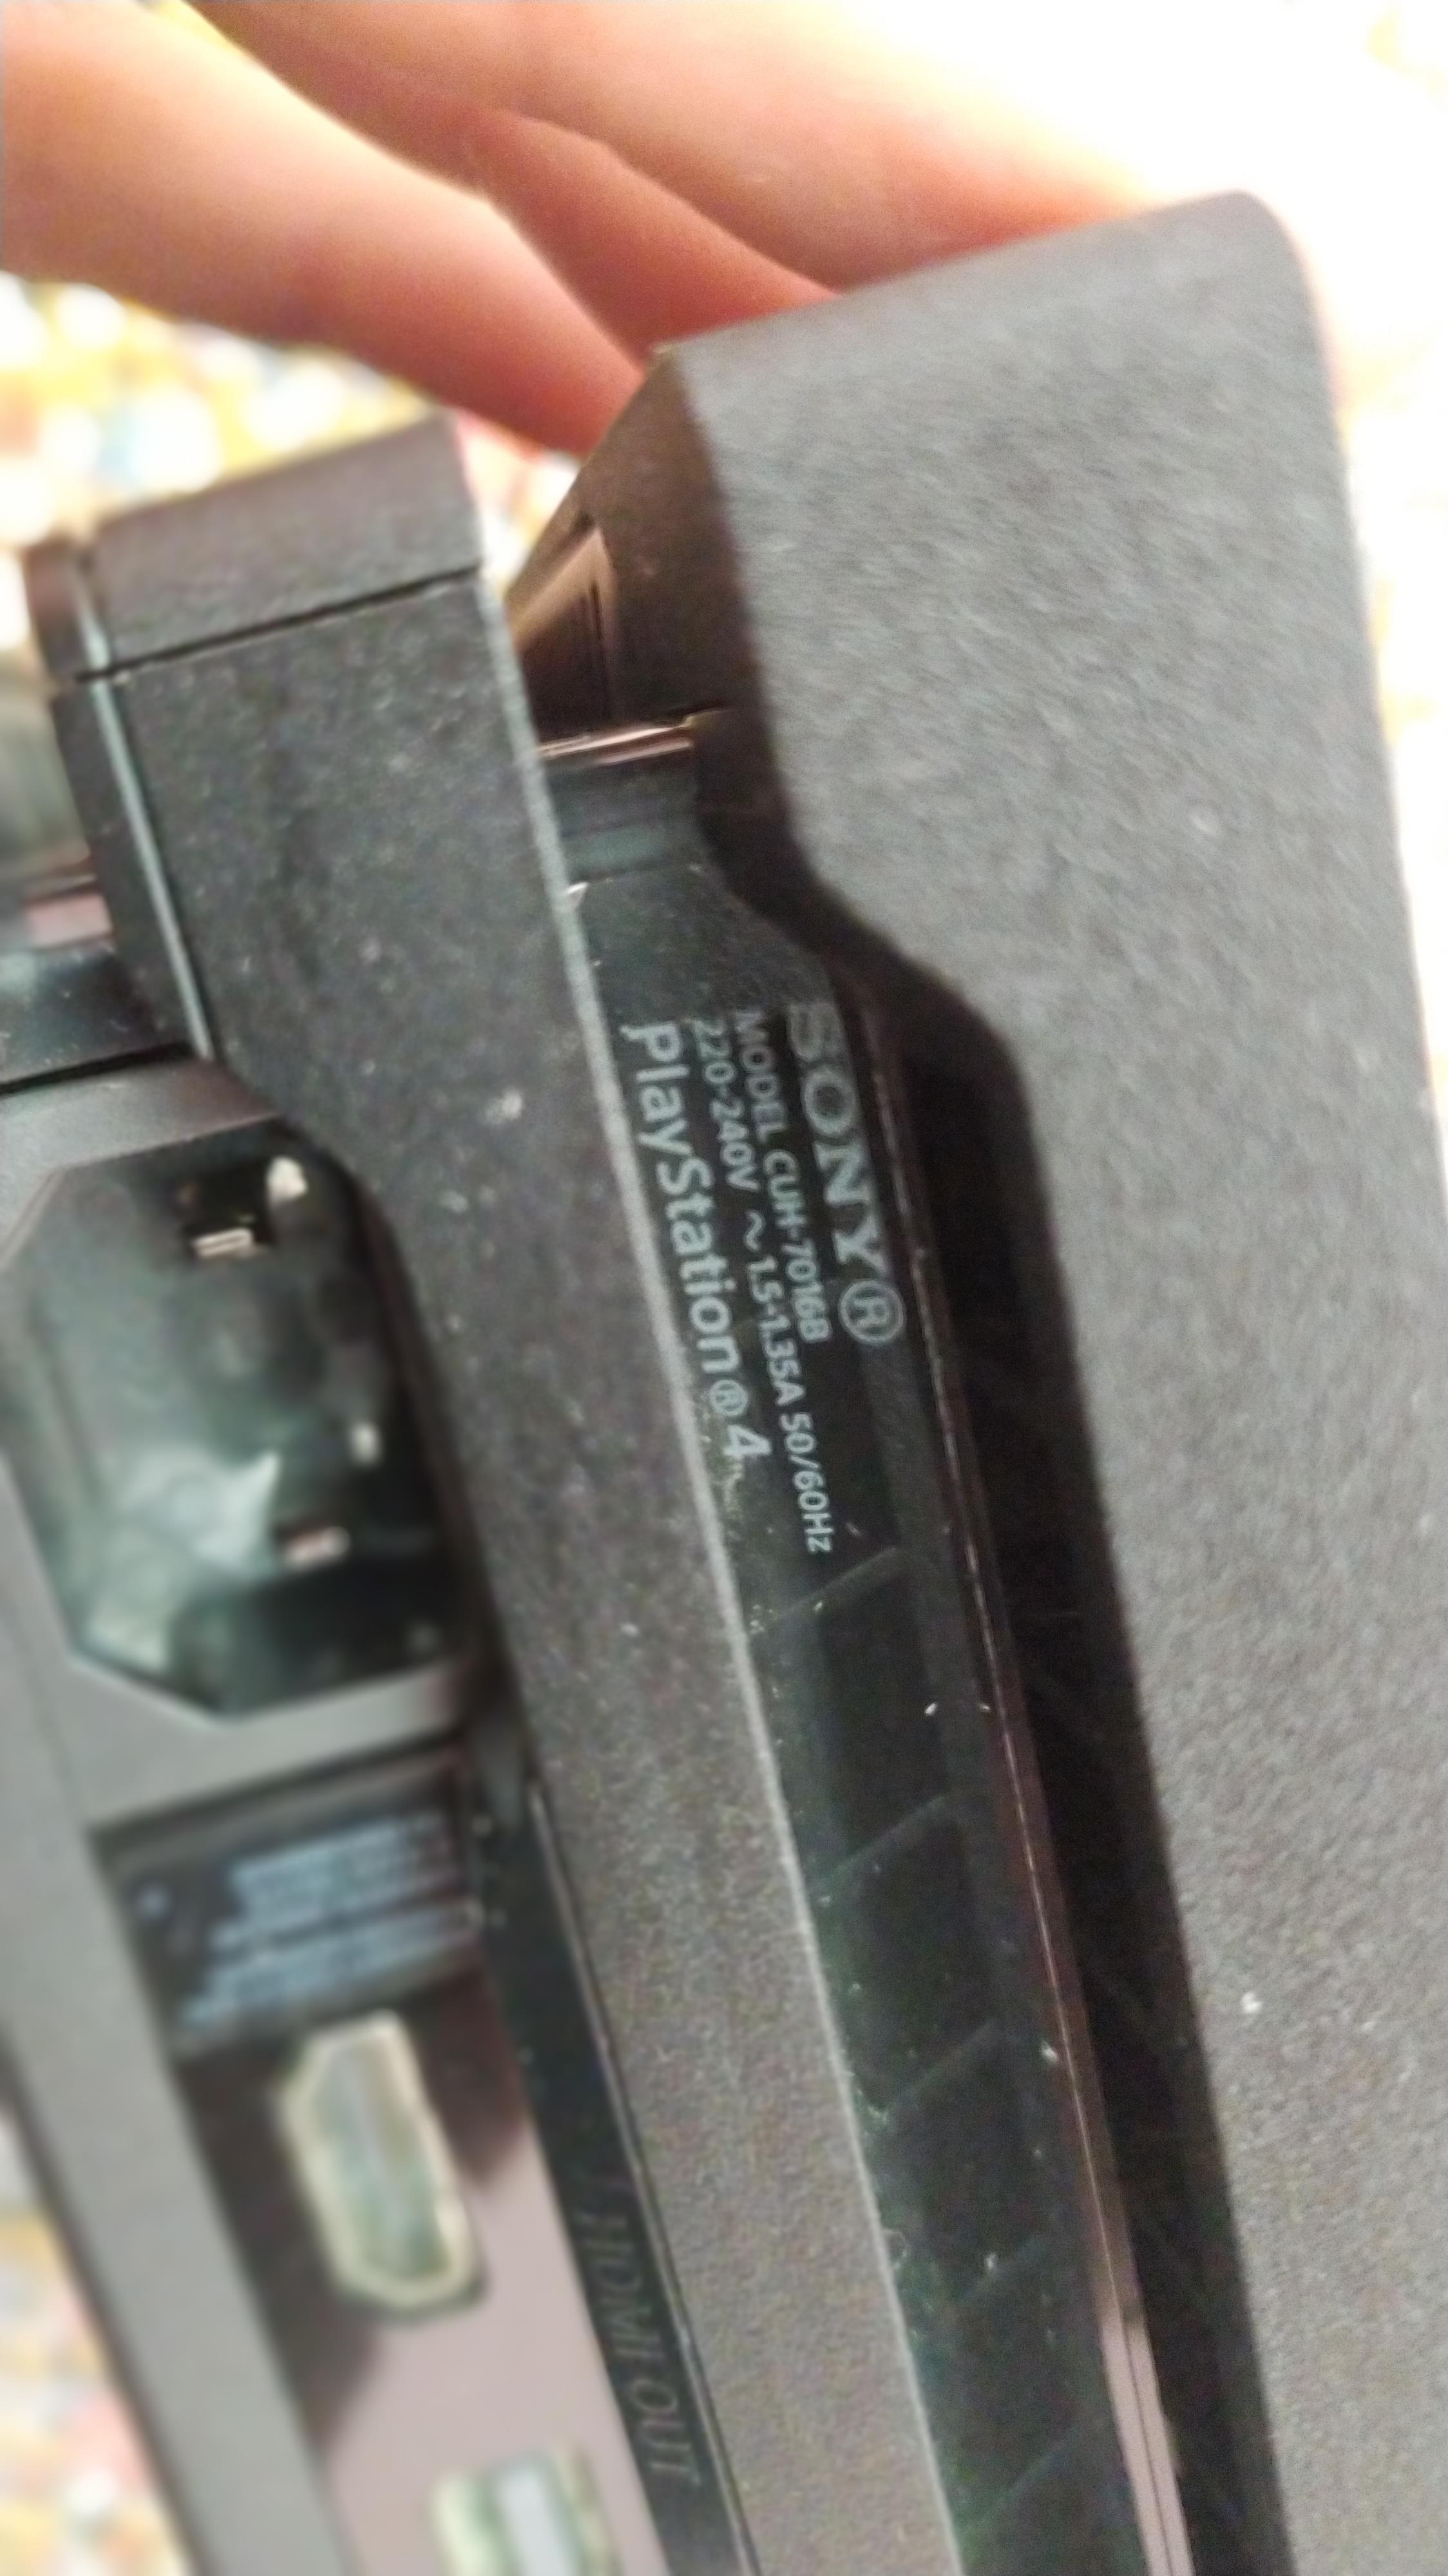 SONY®
MODEL CUH-7016B
220-240V ~ 1.5-1.35A 50/60Hz
PlayStation®4
HDMI OUT